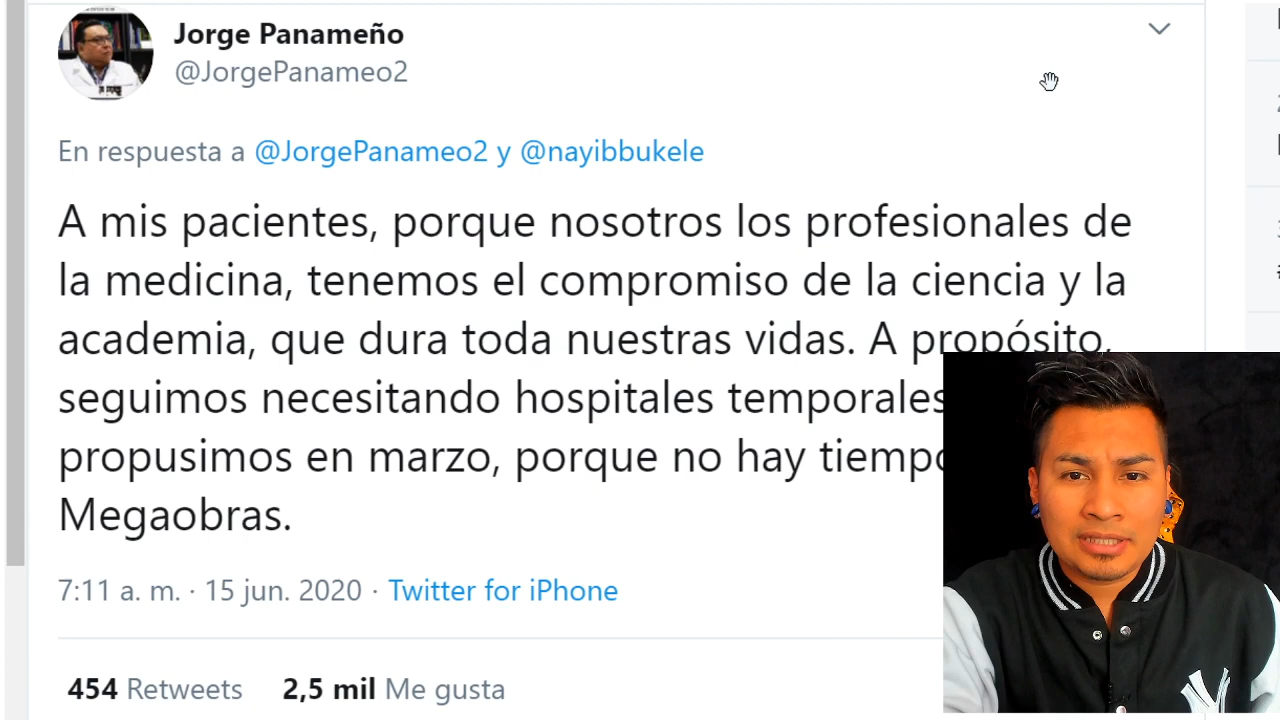 Jorge Panameño
@JorgePanameo2
En respuesta a @JorgePanameo2 y @nayibbukele
A mis pacientes, porque nosotros los profesionales de
la medicina, tenemos el compromiso de la ciencia y la
academia, que dura toda nuestras vidas. A propósito,
seguimos necesitando hospitales temporales
propusimos en marzo, porque no hay tiempo
Megaobras.
7:11 a. m. · 15 jun. 2020 · Twitter for iPhone
454 Retweets 2,5 mil Me gusta
NY